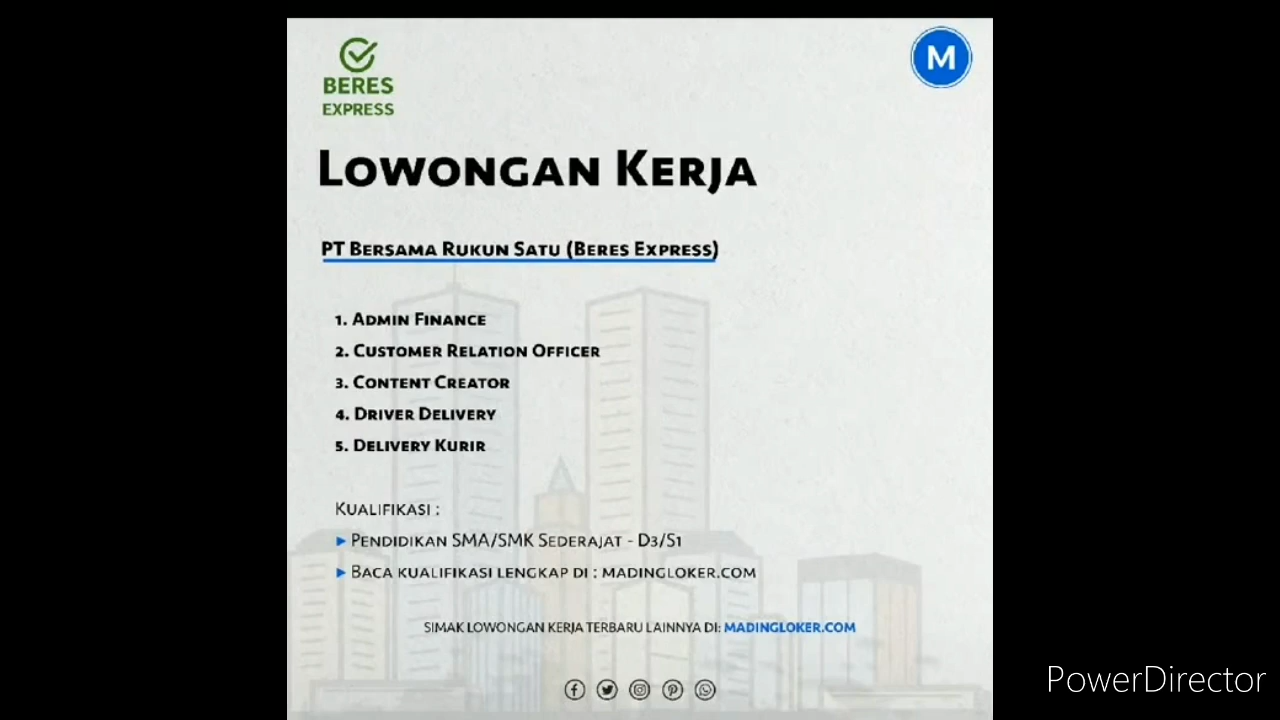 BERES
EXPRESS
M
Lowongan Kerja
PT Bersama Rukun Satu (Beres Express)
1. Admin Finance
2. Customer Relation Officer
3. Content Creator
4. Driver Delivery
5. Delivery Kurir
Kualifikasi :
► Pendidikan SMA/SMK Sederajat - D3/S1
► Baca kualifikasi lengkap di : madingloker.com
SIMAK LOWONGAN KERJA TERBARU LAINNYA DI: MADINGLOKER.COM
PowerDirector